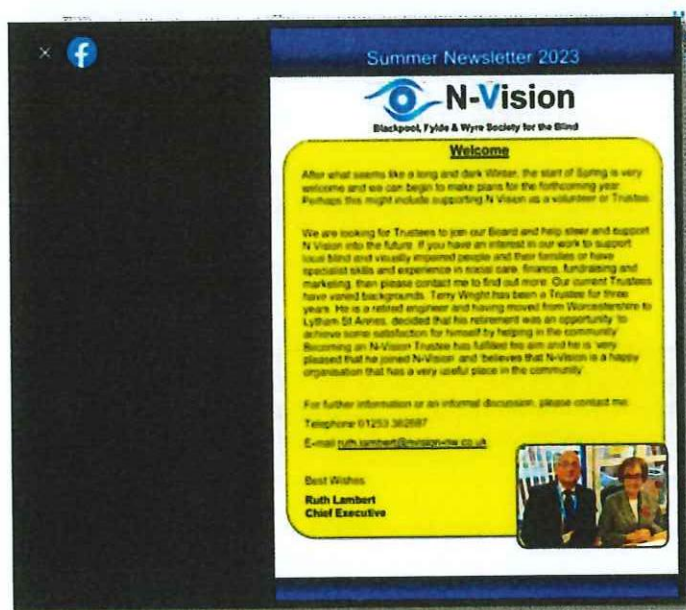 Summer Newsletter 2023
N-Vision
Blackpool, Fylde & Wyre Society for the Blind
Welcome
After what seems like a long and dark Winter, the start of Spring is very
welcome and we can begin to make plans for the forthcoming year.
Perhaps this might include supporting N Vision as a volunteer or Trustee.
We are looking for Trustees to join our Board and help steer and support
N Vision into the future. If you have an interest in our work to support
local blind and visually impaired people and their families or have
specialist skills and experience in social care, finance, fundraising and
marketing, then please contact me to find out more. Our current Trustees
have varied backgrounds. Terry Wright has been a Trustee for three
years. He is a retired engineer and having moved from Worcestershire to
Lytham St Annes, decided that his retirement was an opportunity 'to
achieve some satisfaction for himself by helping in the community'.
Becoming an N-Vision Trustee has fulfilled his aim and he is 'very
pleased that he joined N-Vision' and 'believes that N-Vision is a happy
organisation that has a very useful place in the community'
For further information or an informal discussion, please contact me:
Telephone 01253 362687
E-mail ruth.lambert@nvision-nw.co.uk
Best Wishes
Ruth Lambert
Chief Executive